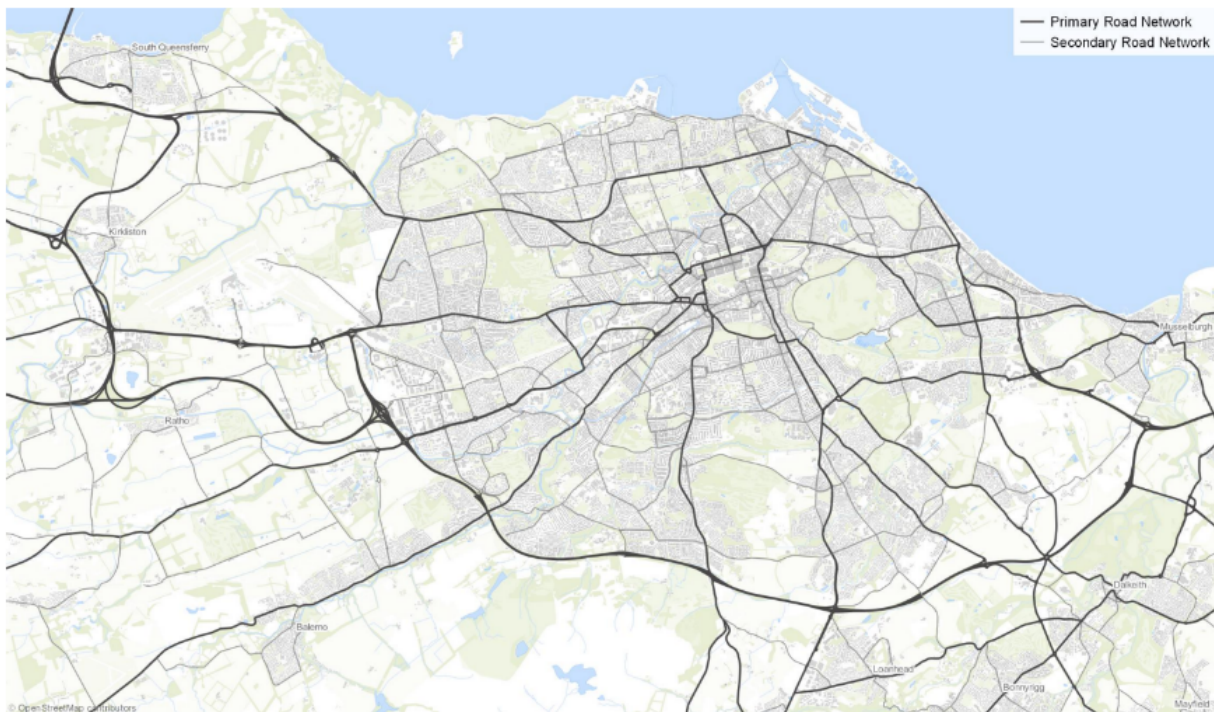 Primary Road Network
Secondary Road Network
South Queensferry
Kirkliston
Musselburgh
Ratho
Dalkeith
Balerno
Loanhead
Bonnyrigg
Mayfield
© OpenStreetMap contributors